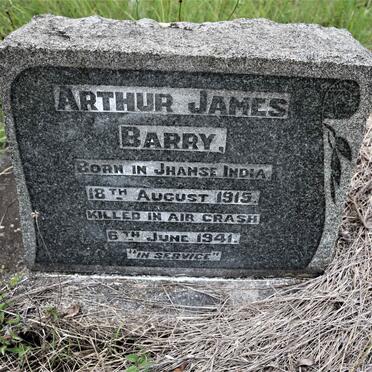 ARTHUR JAMES
BARRY.
BORN IN JHANSE INDIA
18TH AUGUST 1915.
KILLED IN AIR CRASH
6TH JUNE 1941.
"IN SERVICE"